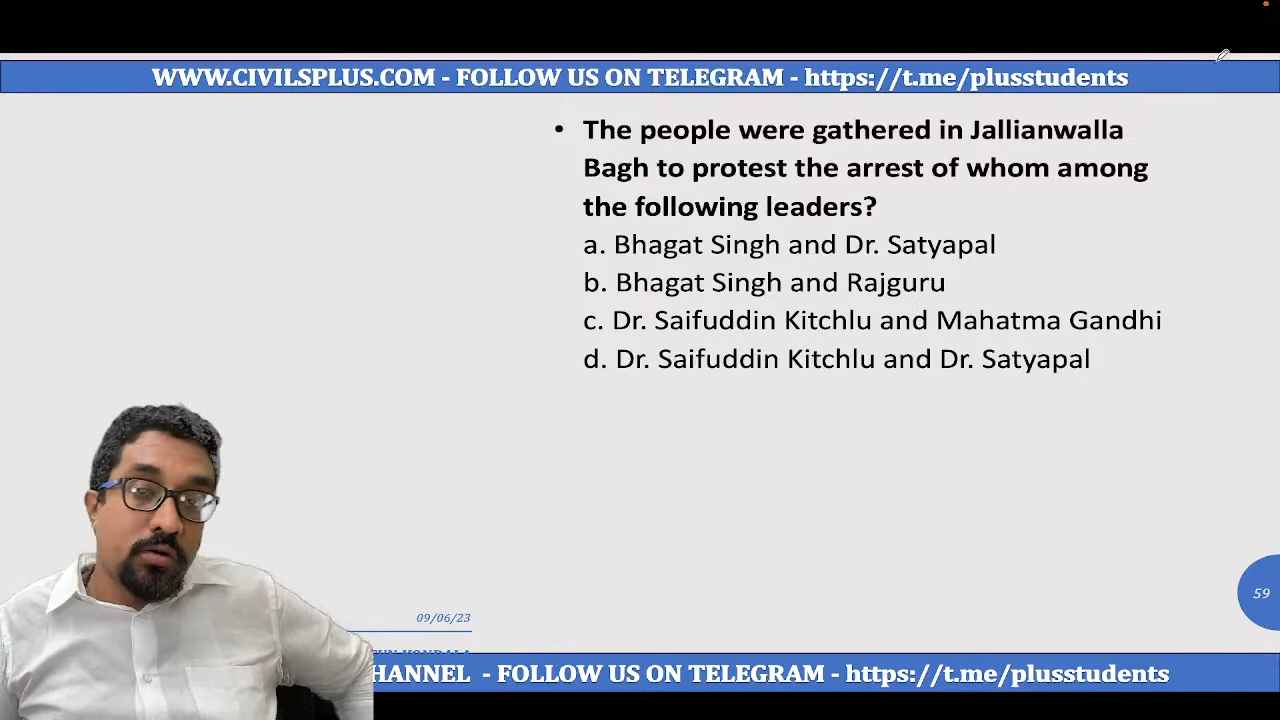 WWW.CIVILSPLUS.COM - FOLLOW US ON TELEGRAM - https://t.me/plusstudents
• The people were gathered in Jallianwalla
Bagh to protest the arrest of whom among
the following leaders?
a. Bhagat Singh and Dr. Satyapal
b. Bhagat Singh and Rajguru
c. Dr. Saifuddin Kitchlu and Mahatma Gandhi
d. Dr. Saifuddin Kitchlu and Dr. Satyapal
59
09/06/23
HANNEL - FOLLOW US ON TELEGRAM - https://t.me/plusstudents